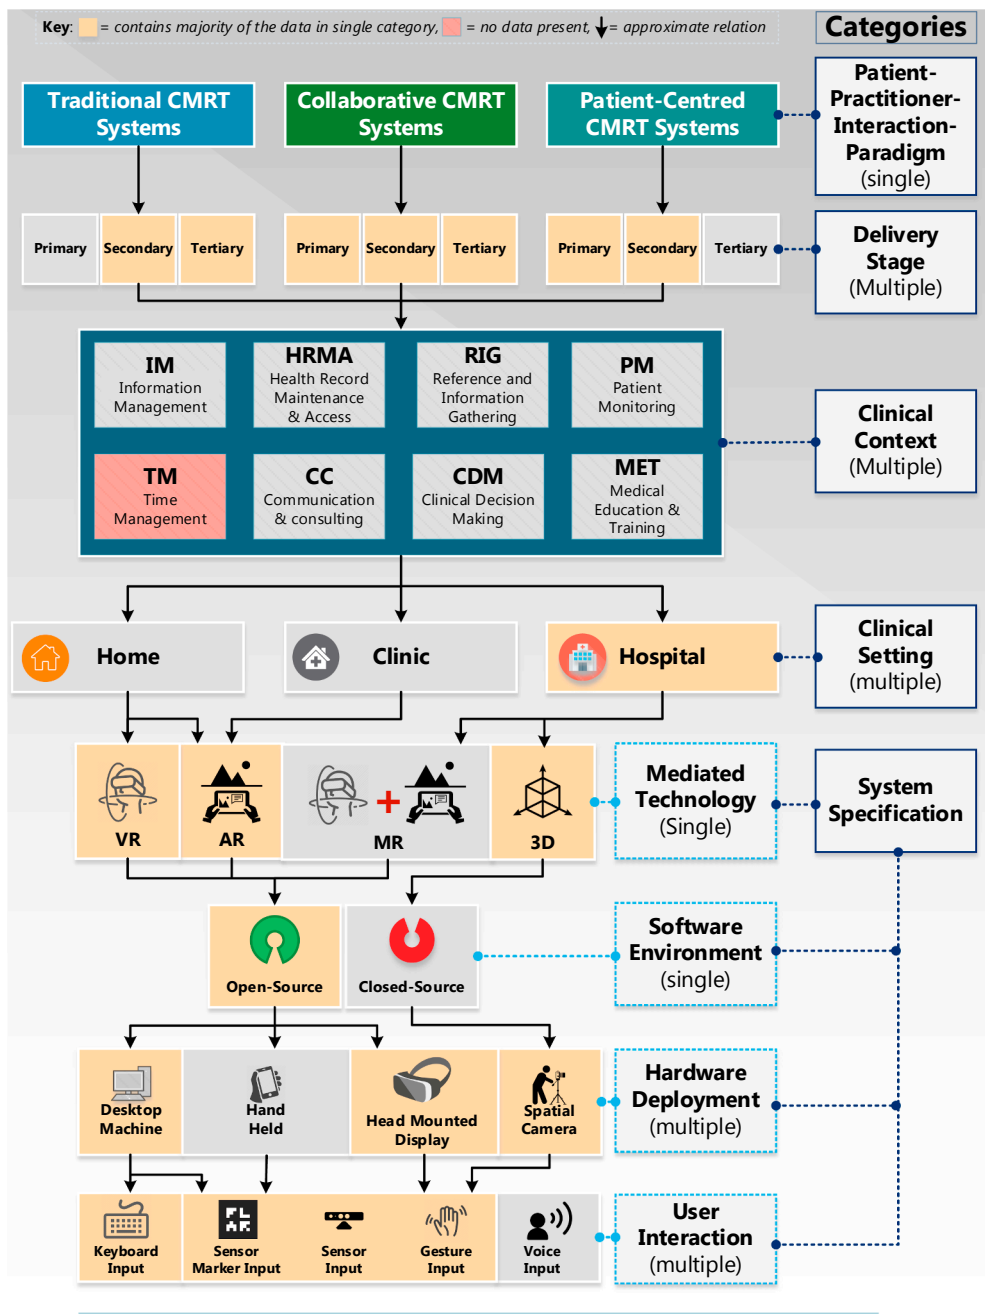 Key: = contains majority of the data in single category, = no data present, = approximate relation
Categories
Traditional CMRT
Systems
Collaborative CMRT
Systems
Patient-Centred
CMRT Systems
Patient-
Practitioner-
Interaction-
Paradigm
(single)
Primary
Secondary
Tertiary
Primary
Secondary
Tertiary
Primary
Secondary
Tertiary
Delivery
Stage
(Multiple)
IM
Information
Management
HRMA
Health Record
Maintenance
& Access
RIG
Reference and
Information
Gathering
PM
Patient
Monitoring
TM
Time
Management
CC
Communication
& consulting
CDM
Clinical Decision
Making
MET
Medical
Education &
Training
Clinical
Context
(Multiple)
Home
Clinic
Hospital
Clinical
Setting
(multiple)
VR
AR
MR
3D
Mediated
Technology
(Single)
System
Specification
Open-Source
Closed-Source
Software
Environment
(single)
Desktop
Machine
Hand
Held
Head Mounted
Display
Spatial
Camera
Hardware
Deployment
(multiple)
Keyboard
Input
Sensor
Marker Input
Sensor
Input
Gesture
Input
Voice
Input
User
Interaction
(multiple)